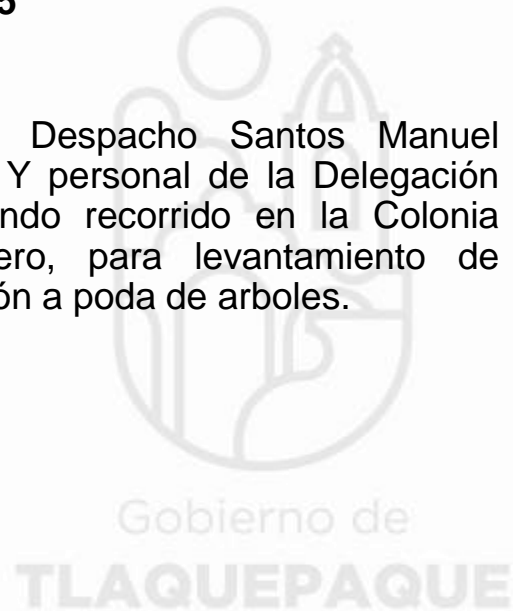 5
Despacho Santos Manuel
Y personal de la Delegación
ndo recorrido en la Colonia
ero, para levantamiento de
ón a poda de arboles.
Gobierno de
TLAQUEPAQUE